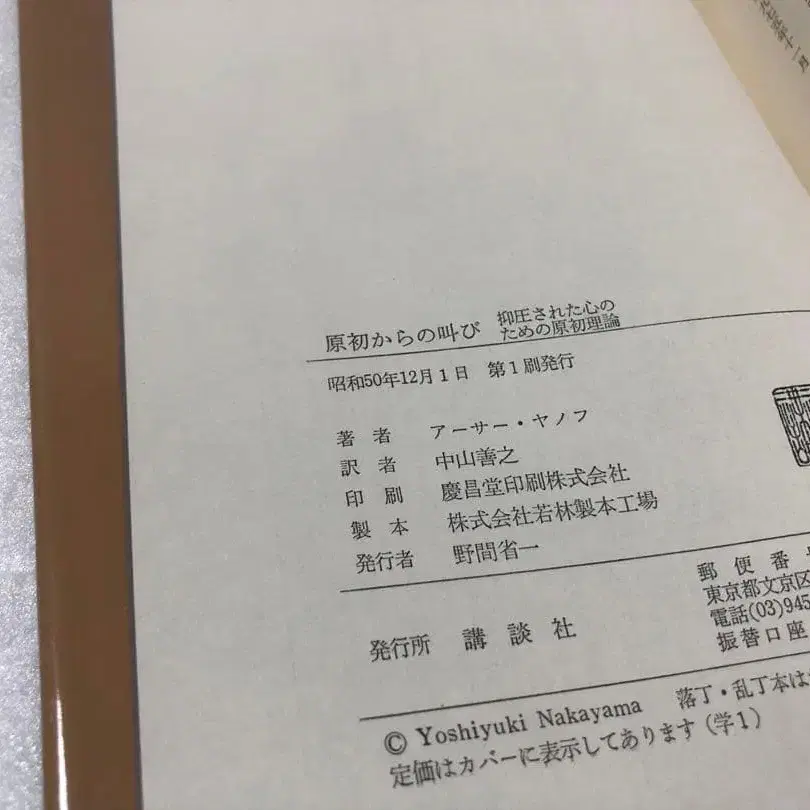 原初からの叫び 抑圧された心の
ための原初理論
昭和50年12月1日 第1刷発行
著者 アーサー・ヤノフ
訳者 中山善之
印刷 慶昌堂印刷株式会社
製本 株式会社若林製本工場
発行者 野間省一
発行所 講談社
郵便番号
東京都文京区
電話(03)945
振替口座
© Yoshiyuki Nakayama 落丁・乱丁本は
定価はカバーに表示してあります(学1)